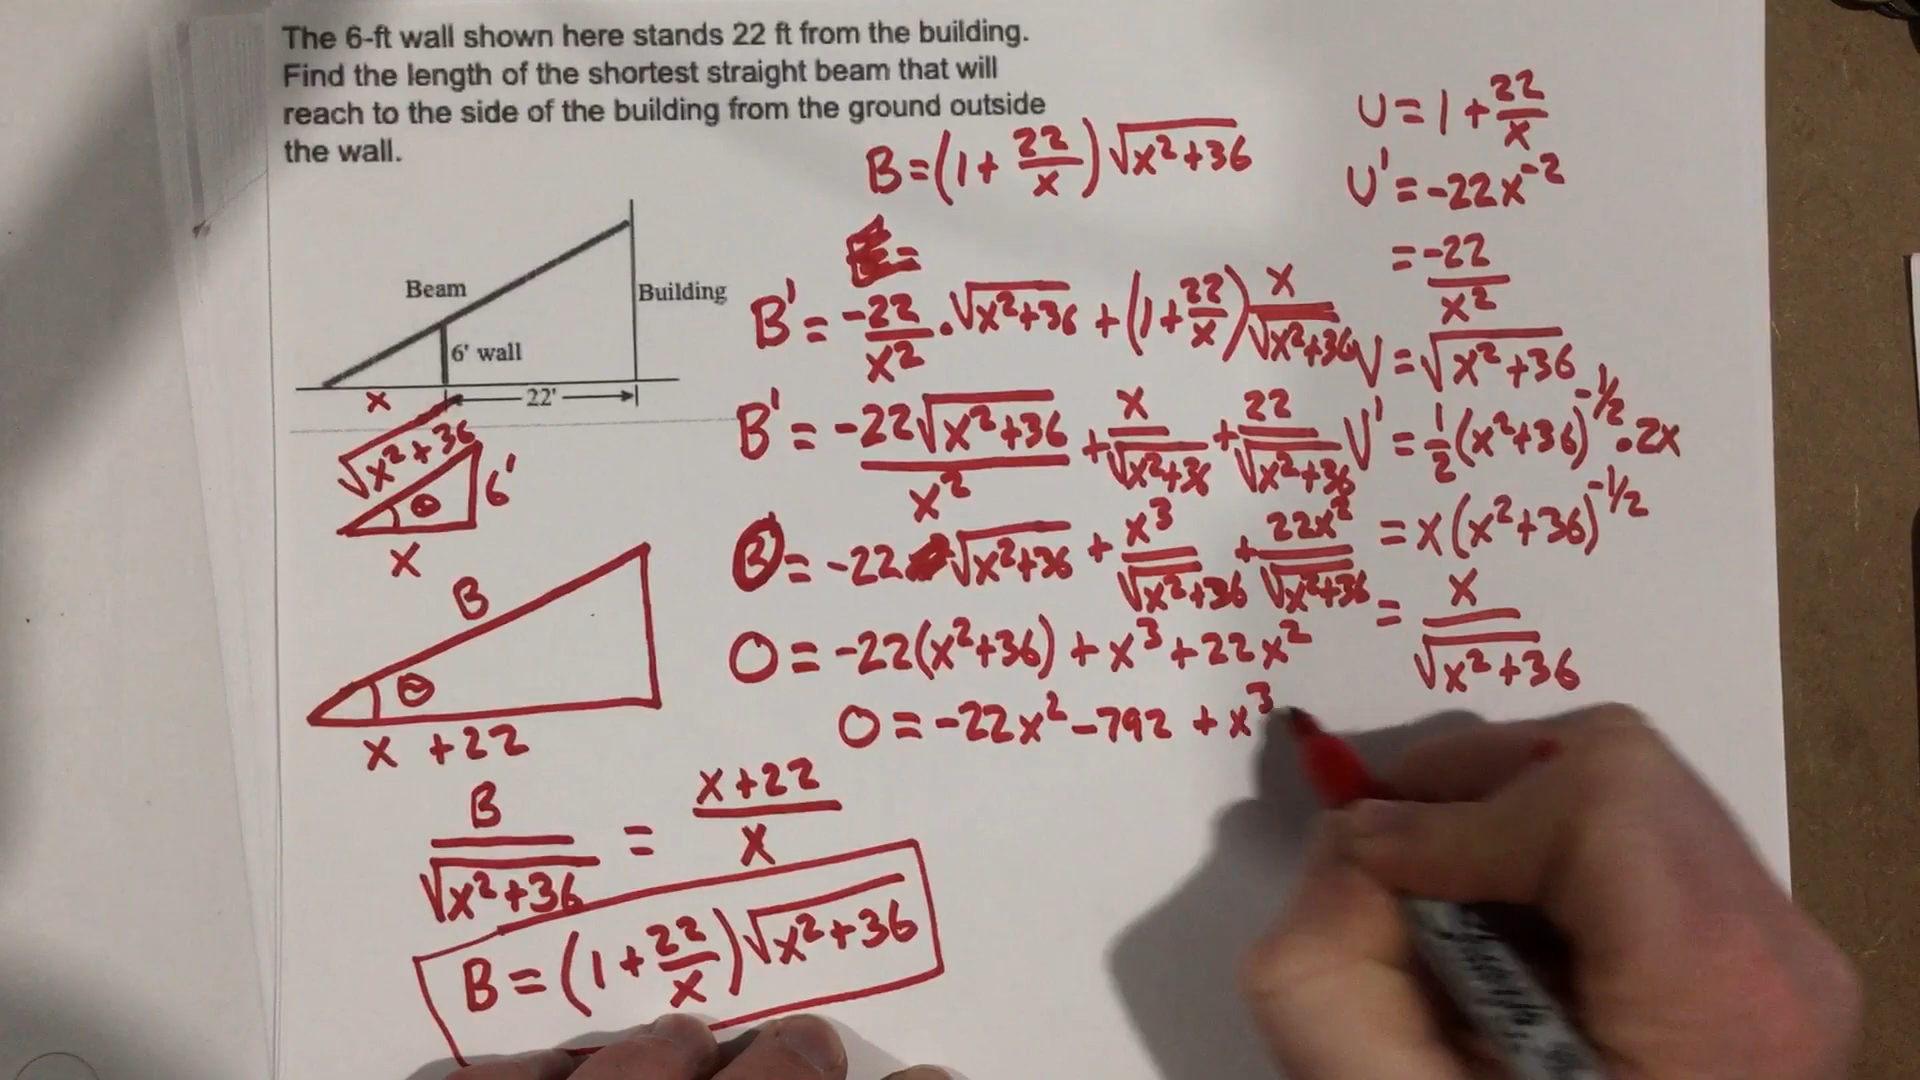 The 6-ft wall shown here stands 22 ft from the building.
Find the length of the shortest straight beam that will
reach to the side of the building from the ground outside
the wall.
Beam
Building
6' wall
22'
x
√x²+36
6'
θ
x
B
θ
x +22
B/√x²+36 = x+22/x
B=(1+22/x)√x²+36
B=(1+22/x)√x²+36
B'=-22/x²·√x²+36+(1+22/x)x/√x²+36
B'=-22√x²+36/x²+x/√x²+36+22/√x²+36
=-22√x²+36+x³/√x²+36+22x²/√x²+36
0=-22(x²+36)+x³+22x²
0=-22x²-792+x³
U=1+22/x
U'=-22x⁻²
=-22/x²
V=√x²+36
V'=1/2(x²+36)^-1/2·2x
=x(x²+36)^-1/2
=x/√x²+36